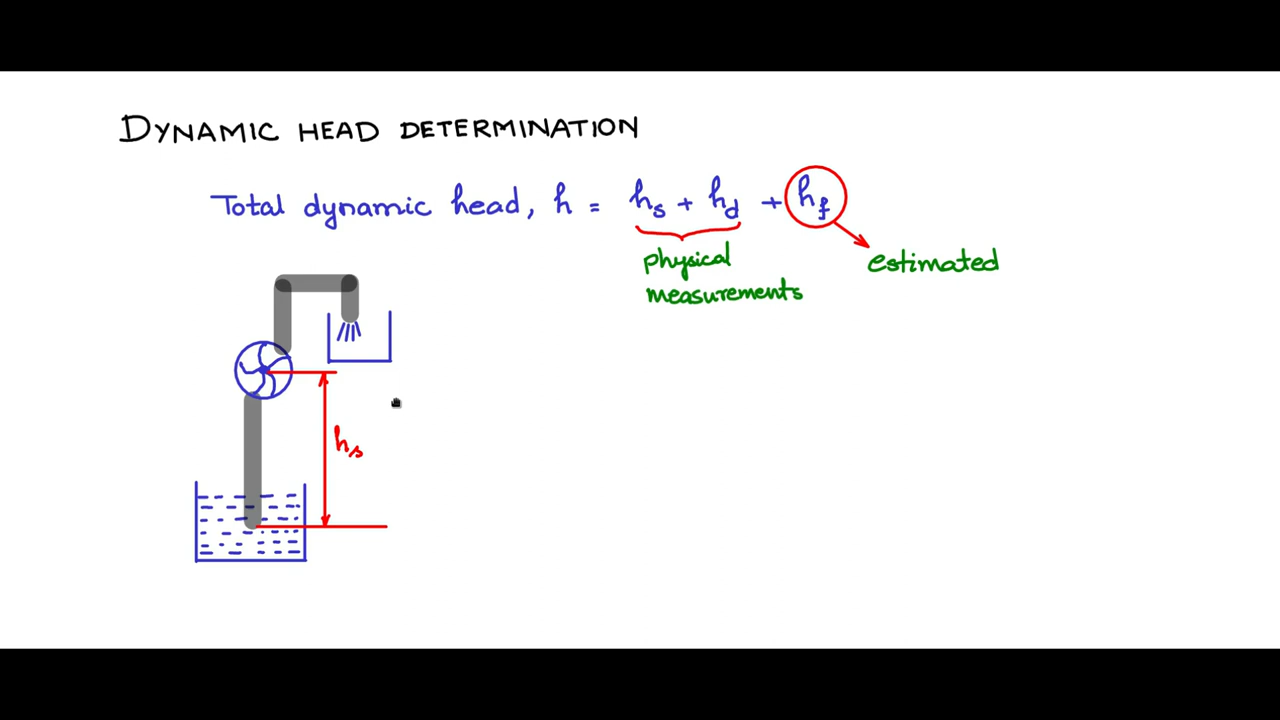 DYNAMIC HEAD DETERMINATION
Total dynamic head, h = hs + hd + hf
physical
measurements
estimated
hs